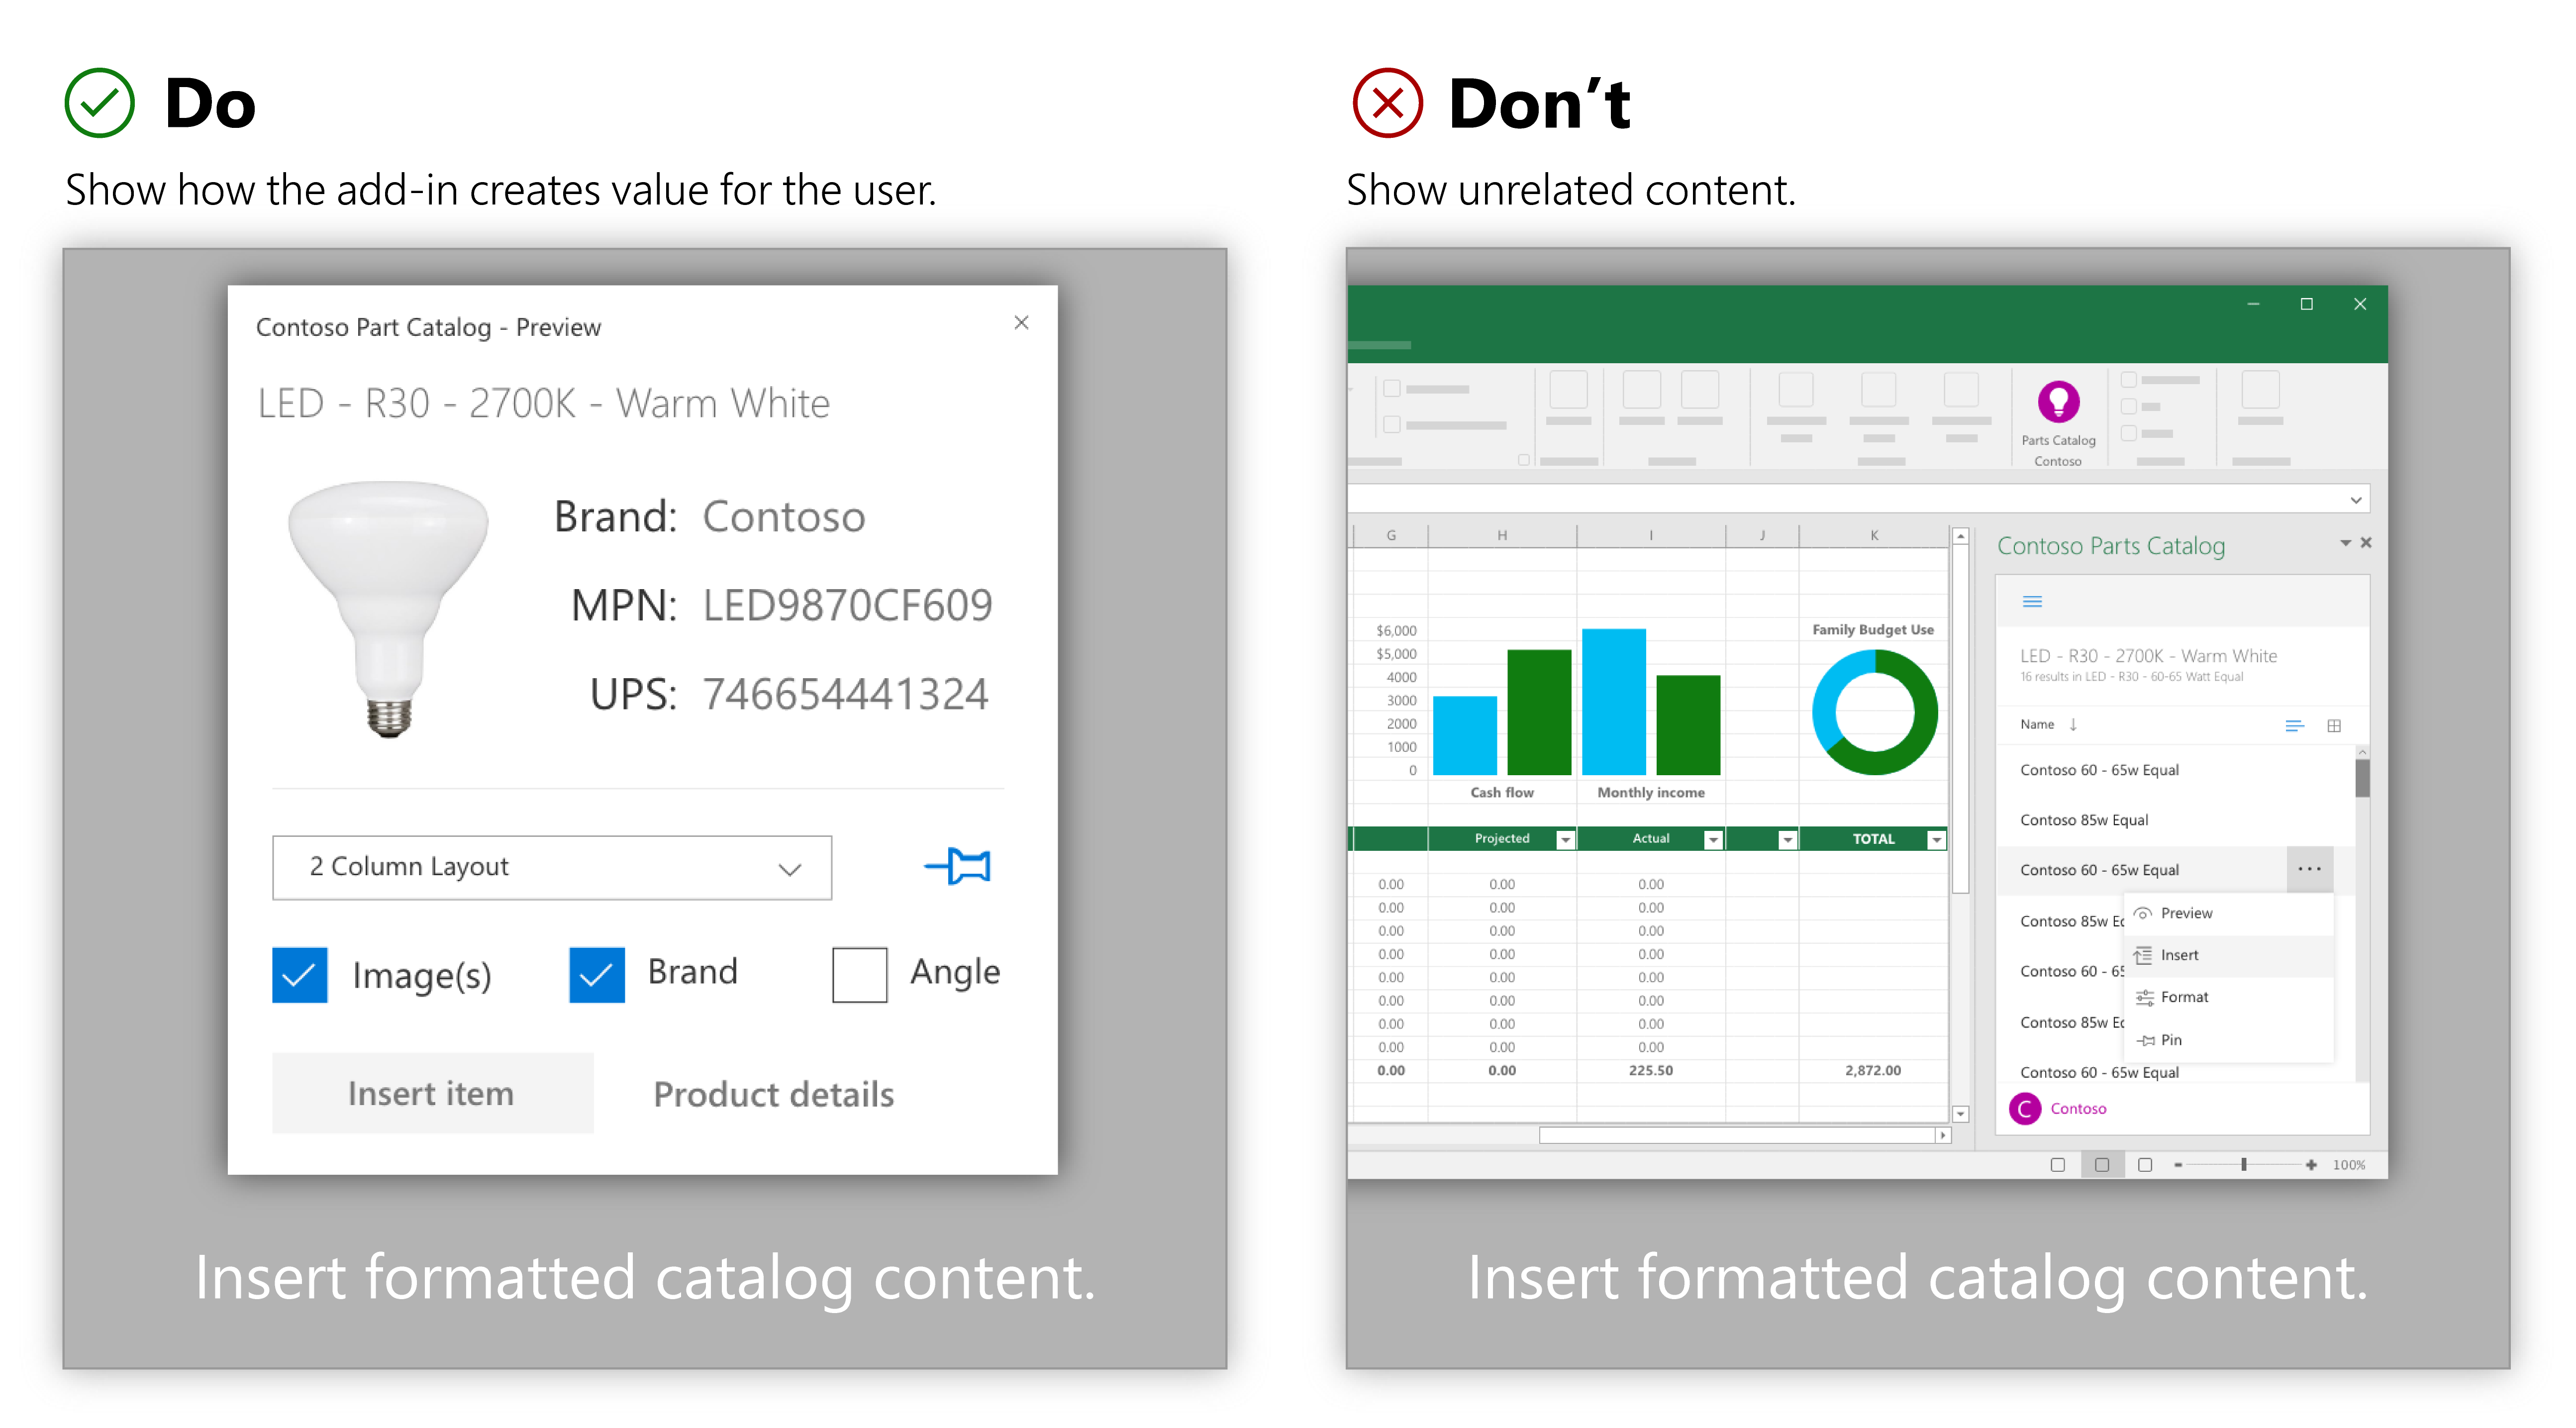 Do
Show how the add-in creates value for the user.
Contoso Part Catalog - Preview
LED - R30 - 2700K - Warm White
Brand: Contoso
MPN: LED9870CF609
UPS: 746654441324
2 Column Layout
Image(s) Brand Angle
Insert item Product details
Insert formatted catalog content.
Don’t
Show unrelated content.
Parts Catalog
Contoso
G H I J K
$6,000
$5,000
4000
3000
2000
1000
0
Cash flow Monthly income
Family Budget Use
Projected Actual TOTAL
0.00 0.00 0.00
0.00 0.00 0.00
0.00 0.00 0.00
0.00 0.00 0.00
0.00 0.00 0.00
0.00 0.00 0.00
0.00 0.00 0.00
0.00 0.00 0.00
0.00 0.00 225.50 2,872.00
Contoso Parts Catalog
LED - R30 - 2700K - Warm White
16 results in LED - R30 - 60-65 Watt Equal
Name
Contoso 60 - 65w Equal
Contoso 85w Equal
Contoso 60 - 65w Equal
Contoso 85w Ec
Contoso 60 - 65
Contoso 85w Ec
Contoso 60 - 65w Equal
Preview
Insert
Format
Pin
C Contoso
100%
Insert formatted catalog content.